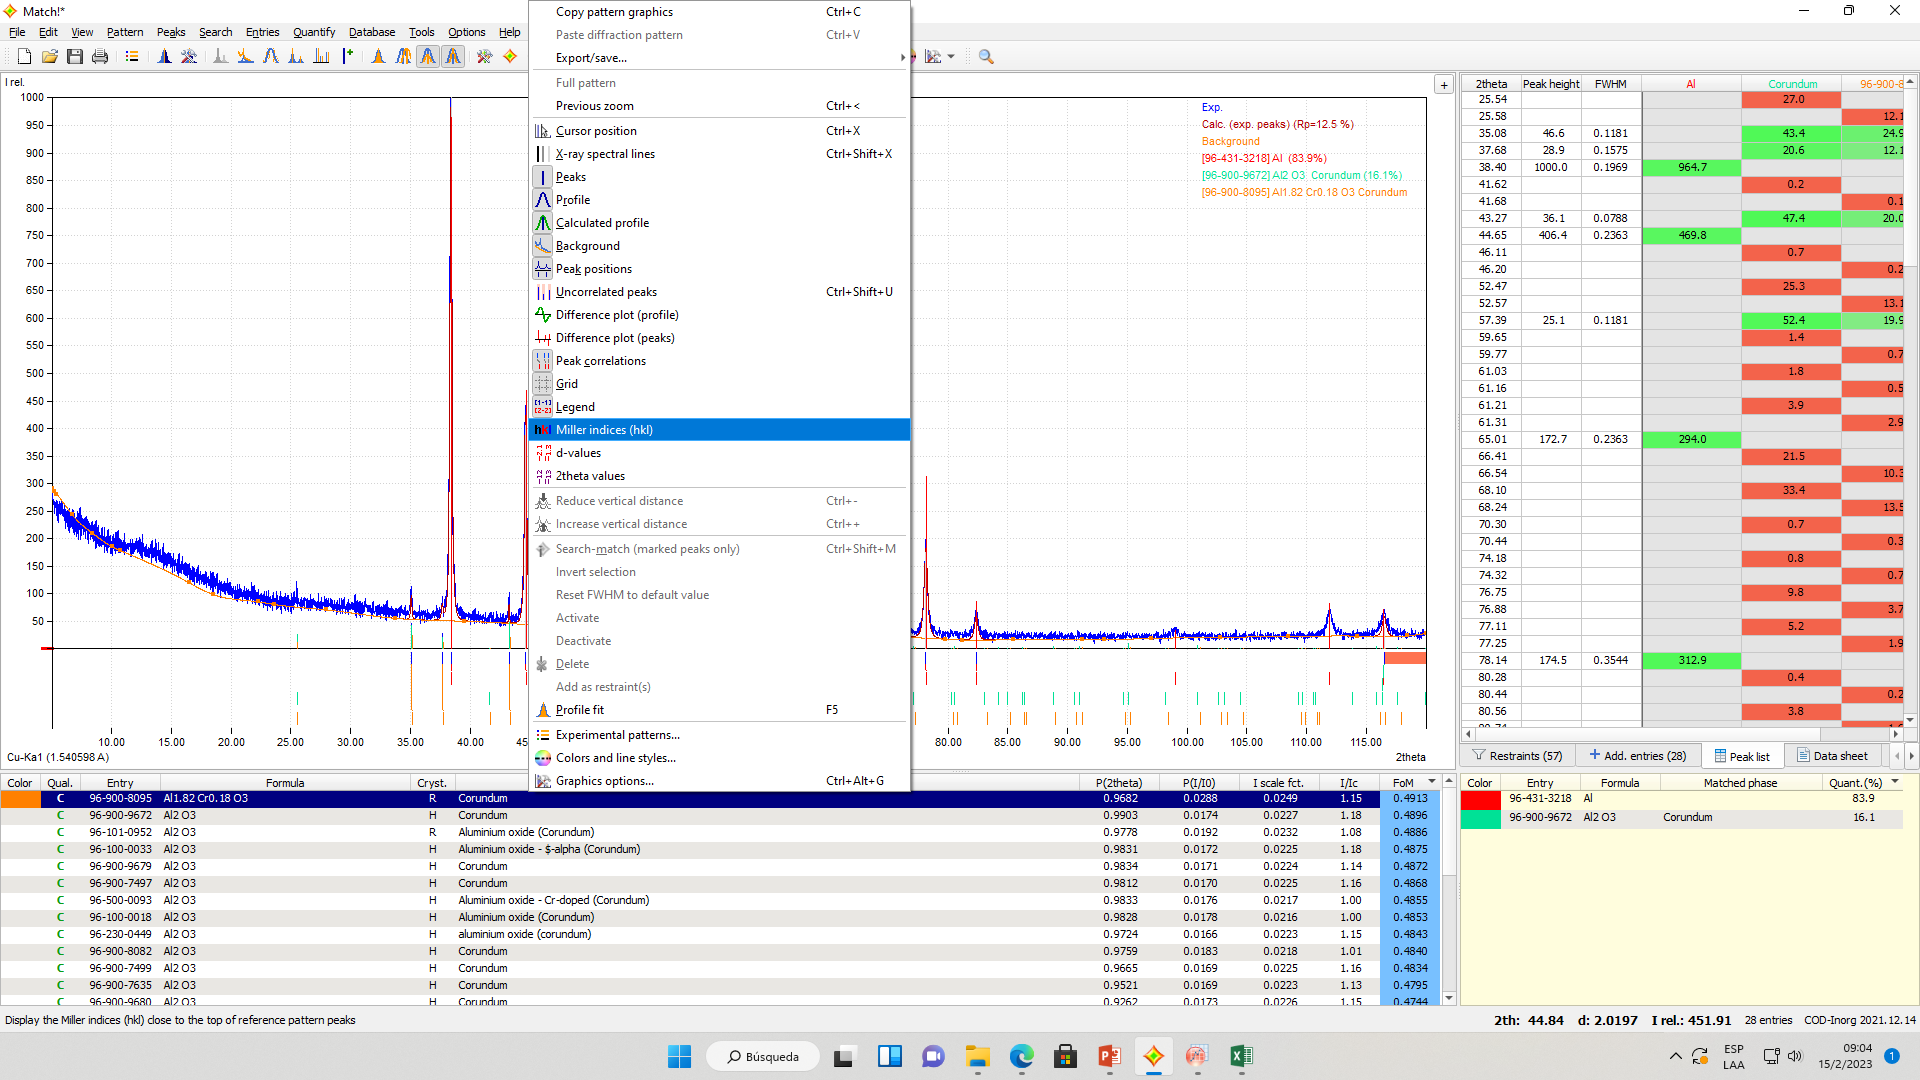 Match!*
File Edit View Pattern Peaks Search Entries Quantify Database Tools Options Help
Copy pattern graphics Ctrl+C
Paste diffraction pattern Ctrl+V
Export/save...
Full pattern
Previous zoom Ctrl+<
Cursor position Ctrl+X
X-ray spectral lines Ctrl+Shift+X
Peaks
Profile
Calculated profile
Background
Peak positions
Uncorrelated peaks Ctrl+Shift+U
Difference plot (profile)
Difference plot (peaks)
Peak correlations
Grid
Legend
hkl Miller indices (hkl)
d-values
2theta values
Reduce vertical distance Ctrl+-
Increase vertical distance Ctrl++
Search-match (marked peaks only) Ctrl+Shift+M
Invert selection
Reset FWHM to default value
Activate
Deactivate
Delete
Add as restraint(s)
Profile fit F5
Experimental patterns...
Colors and line styles...
Graphics options... Ctrl+Alt+G
I rel.
1000
950
900
850
800
750
700
650
600
550
500
450
400
350
300
250
200
150
100
50
10.00 15.00 20.00 25.00 30.00 35.00 40.00 45 80.00 85.00 90.00 95.00 100.00 105.00 110.00 115.00
Cu-Ka1 (1.540598 A) 2theta
Exp.
Calc. (exp. peaks) (Rp=12.5 %)
Background
[96-431-3218] Al (83.9%)
[96-900-9672] Al2 O3 Corundum (16.1%)
[96-900-8095] Al1.82 Cr0.18 O3 Corundum
2theta Peak height FWHM Al Corundum 96-900-8
25.54 27.0
25.58 12.1
35.08 46.6 0.1181 43.4 24.9
37.68 28.9 0.1575 20.6 12.1
38.40 1000.0 0.1969 964.7
41.62 0.2
41.68 0.1
43.27 36.1 0.0788 47.4 20.0
44.65 406.4 0.2363 469.8
46.11 0.7
46.20 0.2
52.47 25.3
52.57 13.1
57.39 25.1 0.1181 52.4 19.9
59.65 1.4
59.77 0.7
61.03 1.8
61.16 0.5
61.21 3.9
61.31 2.9
65.01 172.7 0.2363 294.0
66.41 21.5
66.54 10.3
68.10 33.4
68.24 13.5
70.30 0.7
70.44 0.3
74.18 0.8
74.32 0.7
76.75 9.8
76.88 3.7
77.11 5.2
77.25 1.9
78.14 174.5 0.3544 312.9
80.28 0.4
80.44 0.2
80.56 3.8
Restraints (57) Add. entries (28) Peak list Data sheet
Color Qual. Entry Formula Cryst. P(2theta) P(I/I0) I scale fct. I/Ic FoM
C 96-900-8095 Al1.82 Cr0.18 O3 R Corundum 0.9682 0.0288 0.0249 1.15 0.4913
C 96-900-9672 Al2 O3 H Corundum 0.9903 0.0174 0.0227 1.18 0.4896
C 96-101-0952 Al2 O3 R Aluminium oxide (Corundum) 0.9778 0.0192 0.0232 1.08 0.4886
C 96-100-0033 Al2 O3 H Aluminium oxide - $-alpha (Corundum) 0.9831 0.0172 0.0225 1.18 0.4875
C 96-900-9679 Al2 O3 H Corundum 0.9834 0.0171 0.0224 1.14 0.4872
C 96-900-7497 Al2 O3 H Corundum 0.9812 0.0170 0.0225 1.16 0.4868
C 96-500-0093 Al2 O3 H Aluminium oxide - Cr-doped (Corundum) 0.9833 0.0176 0.0217 1.00 0.4855
C 96-100-0018 Al2 O3 H Aluminium oxide (Corundum) 0.9828 0.0178 0.0216 1.00 0.4853
C 96-230-0449 Al2 O3 H aluminium oxide (corundum) 0.9724 0.0166 0.0223 1.15 0.4843
C 96-900-8082 Al2 O3 H Corundum 0.9759 0.0183 0.0218 1.01 0.4840
C 96-900-7499 Al2 O3 H Corundum 0.9665 0.0169 0.0225 1.16 0.4834
C 96-900-7635 Al2 O3 H Corundum 0.9521 0.0169 0.0223 1.13 0.4795
C 96-900-9680 Al2 O3 H Corundum 0.9262 0.0173 0.0226 1.15 0.4744
Color Entry Formula Matched phase Quant.(%)
96-431-3218 Al 83.9
96-900-9672 Al2 O3 Corundum 16.1
Display the Miller indices (hkl) close to the top of reference pattern peaks
2th: 44.84 d: 2.0197 I rel.: 451.91 28 entries COD-Inorg 2021.12.14
Búsqueda
ESP
LAA
09:04
15/2/2023
1